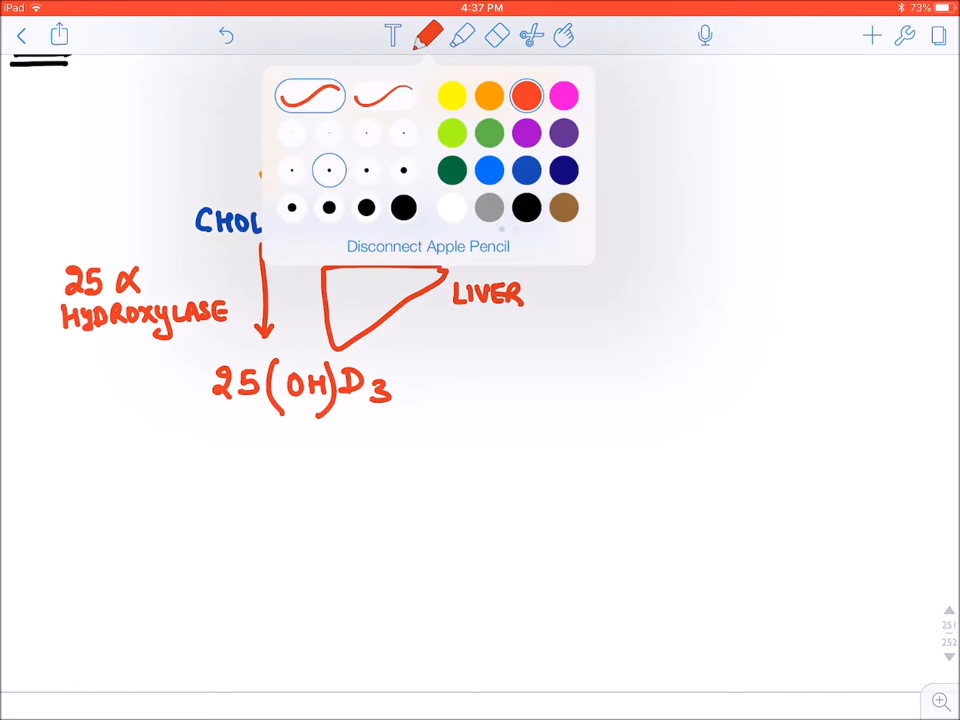 iPad
4:37 PM
73%
T
Disconnect Apple Pencil
CHOL
25 α
HYDROXYLASE
LIVER
25(OH)D3
251
252